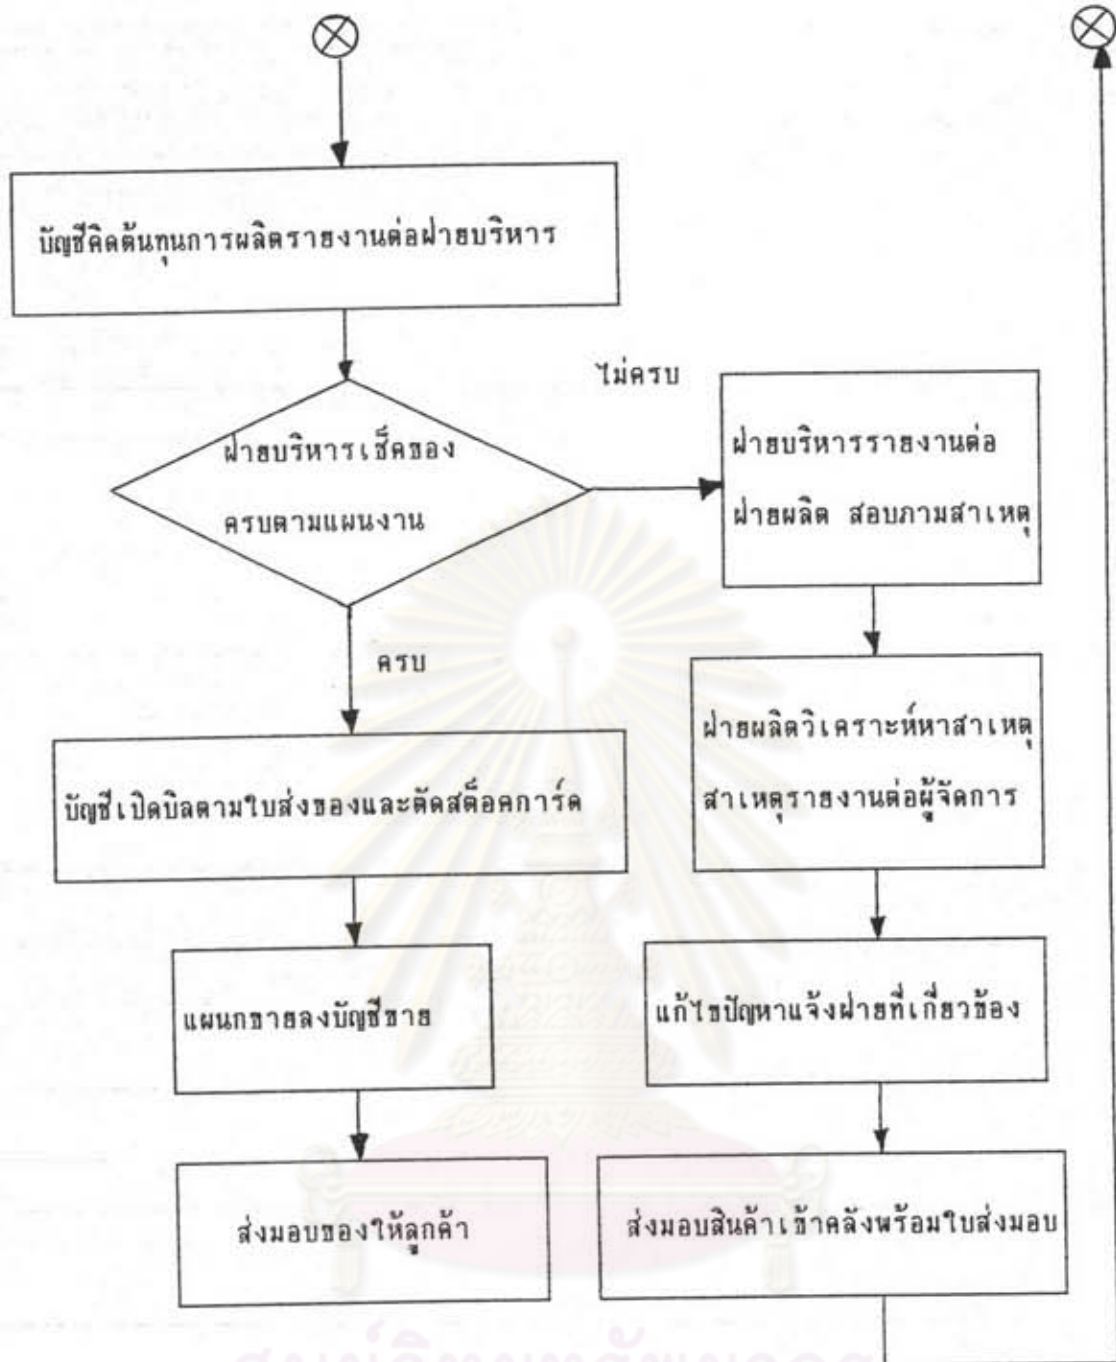 บัญชีคิดต้นทุนการผลิตรายงานต่อฝ่ายบริหาร
ไม่ครบ
ฝ่ายบริหารเช็คของ
ครบตามแผนงาน
ฝ่ายบริหารรายงานต่อ
ฝ่ายผลิต สอบภามสาเหตุ
ครบ
ฝ่ายผลิตวิเคราะห์หาสาเหตุ
สาเหตุรายงานต่อผู้จัดการ
บัญชีเปิดบิลตามใบส่งของและตัดสต็อคการ์ด
แผนกขายลงบัญชีขาย
แก้ไขปัญหาแจ้งฝ่ายที่เกี่ยวข้อง
ส่งมอบของให้ลูกค้า
ส่งมอบสินค้าเข้าคลังพร้อมใบส่งมอบ